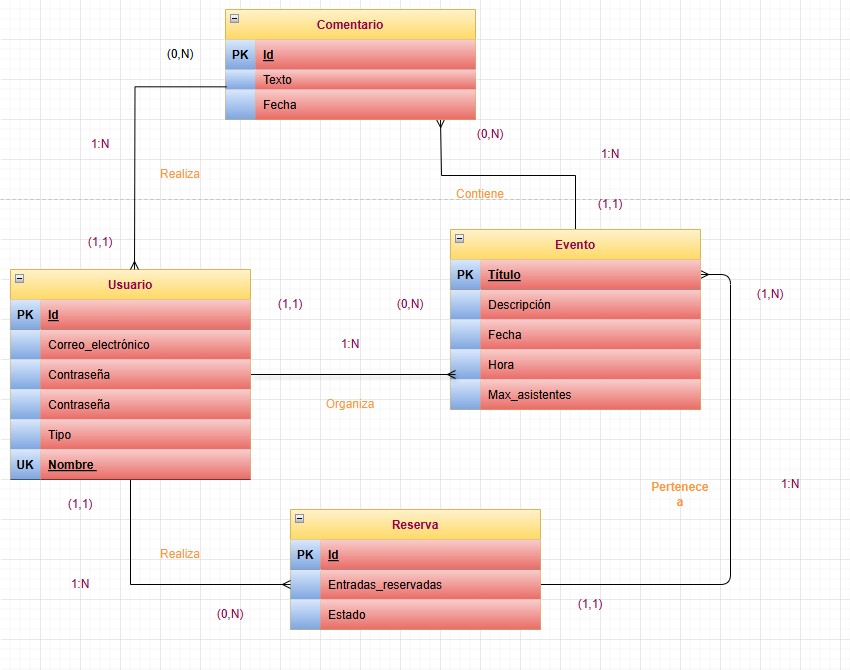 Comentario
PK Id
Texto
Fecha
(0,N)
1:N
Realiza
(1,1)
(0,N)
1:N
Contiene
(1,1)
Usuario
PK Id
Correo_electrónico
Contraseña
Contraseña
Tipo
UK Nombre
Evento
PK Título
Descripción
Fecha
Hora
Max_asistentes
(1,1)
(0,N)
1:N
Organiza
(1,N)
Pertenece
a
1:N
(1,1)
(1,1)
Realiza
1:N
(0,N)
Reserva
PK Id
Entradas_reservadas
Estado